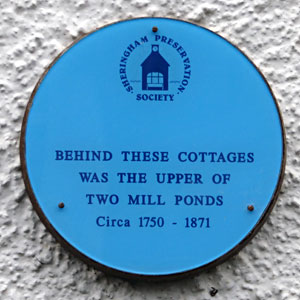 SHERINGHAM PRESERVATION
SOCIETY
BEHIND THESE COTTAGES
WAS THE UPPER OF
TWO MILL PONDS
Circa 1750 - 1871